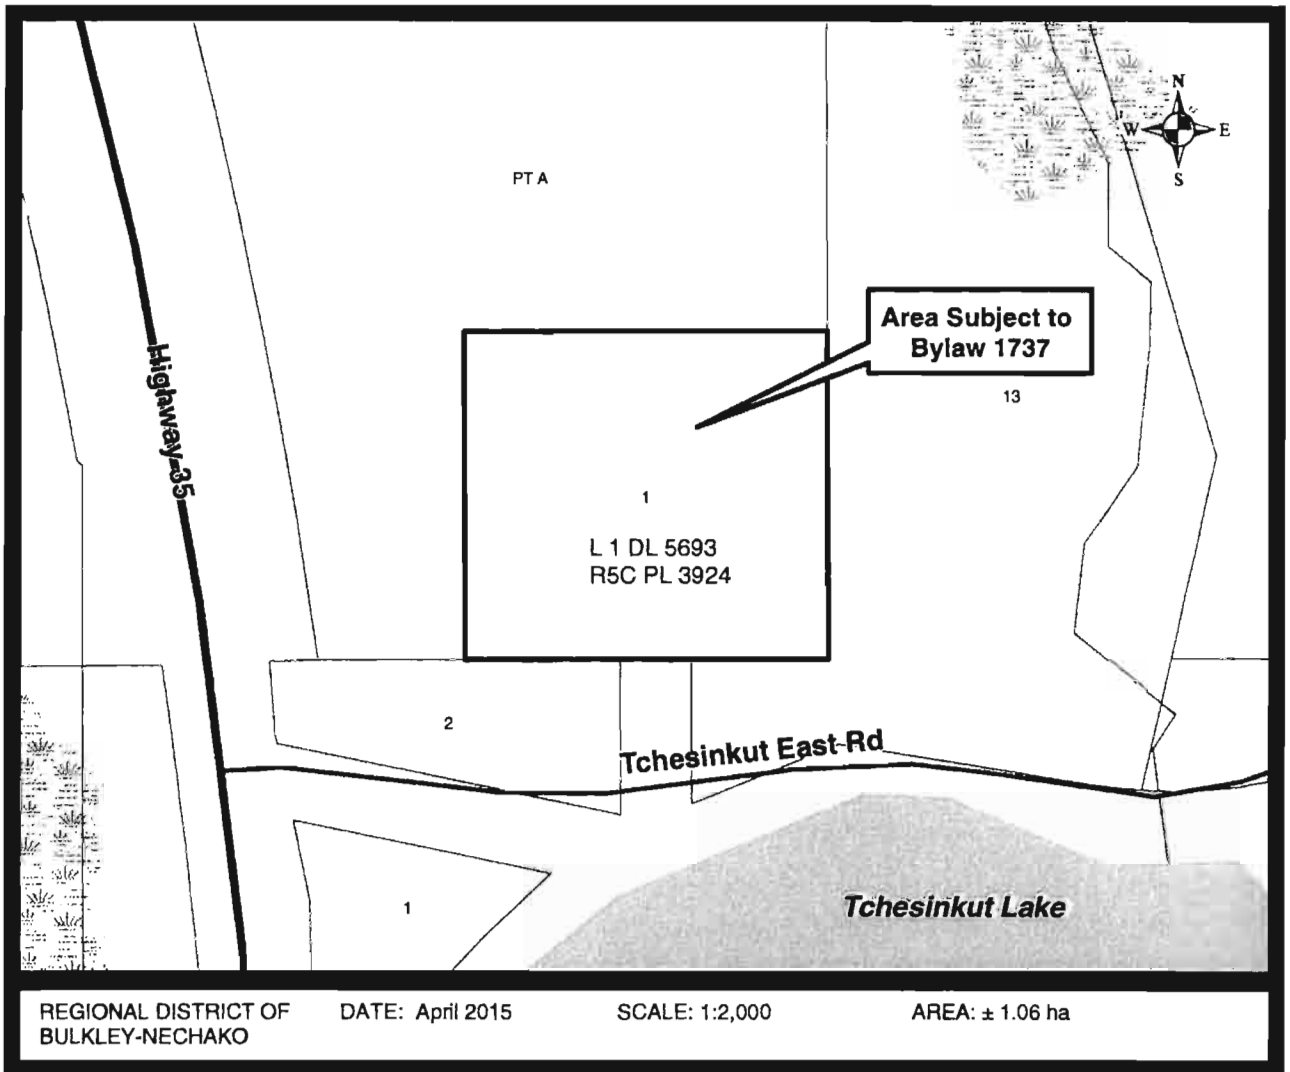 N
W E
S
PT A
Area Subject to
Bylaw 1737
13
Highway 35
1
L 1 DL 5693
R5C PL 3924
2
Tchesinkut East Rd
1
Tchesinkut Lake
REGIONAL DISTRICT OF
BULKLEY-NECHAKO
DATE: April 2015
SCALE: 1:2,000
AREA: ± 1.06 ha